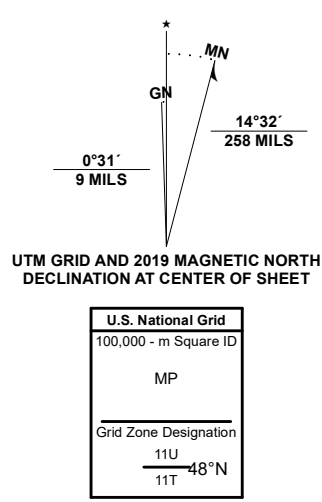 ★
MN
GN
14°32´
258 MILS
0°31´
9 MILS
UTM GRID AND 2019 MAGNETIC NORTH
DECLINATION AT CENTER OF SHEET
U.S. National Grid
100,000 - m Square ID
MP
Grid Zone Designation
11U
48°N
11T